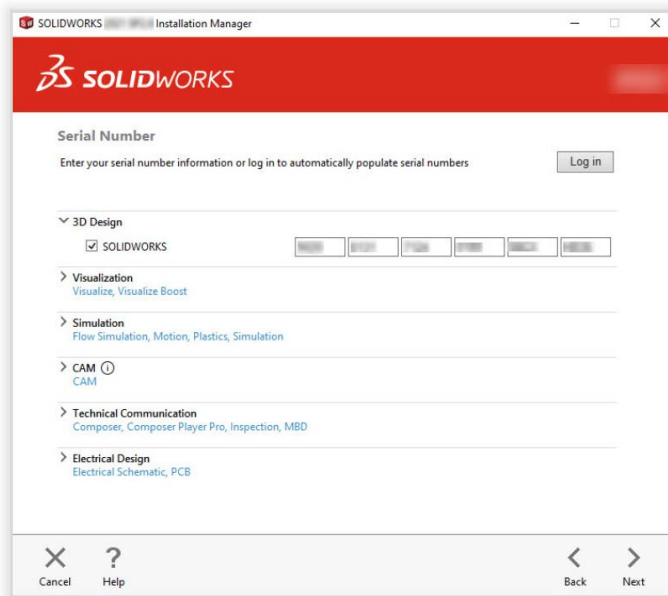 SOLIDWORKS Installation Manager
SOLIDWORKS
Serial Number
Enter your serial number information or log in to automatically populate serial numbers
Log in
3D Design
SOLIDWORKS
Visualization
Visualize, Visualize Boost
Simulation
Flow Simulation, Motion, Plastics, Simulation
CAM
CAM
Technical Communication
Composer, Composer Player Pro, Inspection, MBD
Electrical Design
Electrical Schematic, PCB
Cancel Help Back Next